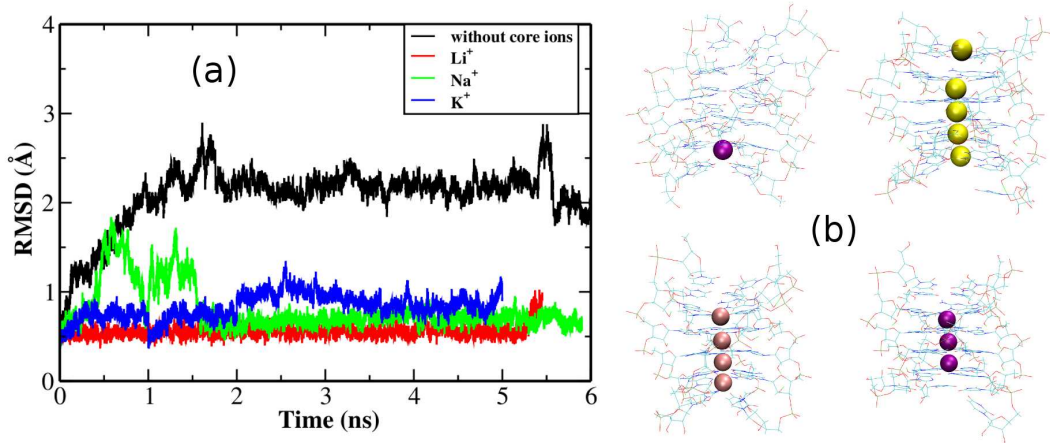 4
3
2
1
0
RMSD (Å)
(a)
without core ions
Li+
Na+
K+
0 1 2 3 4 5 6
Time (ns)
(b)